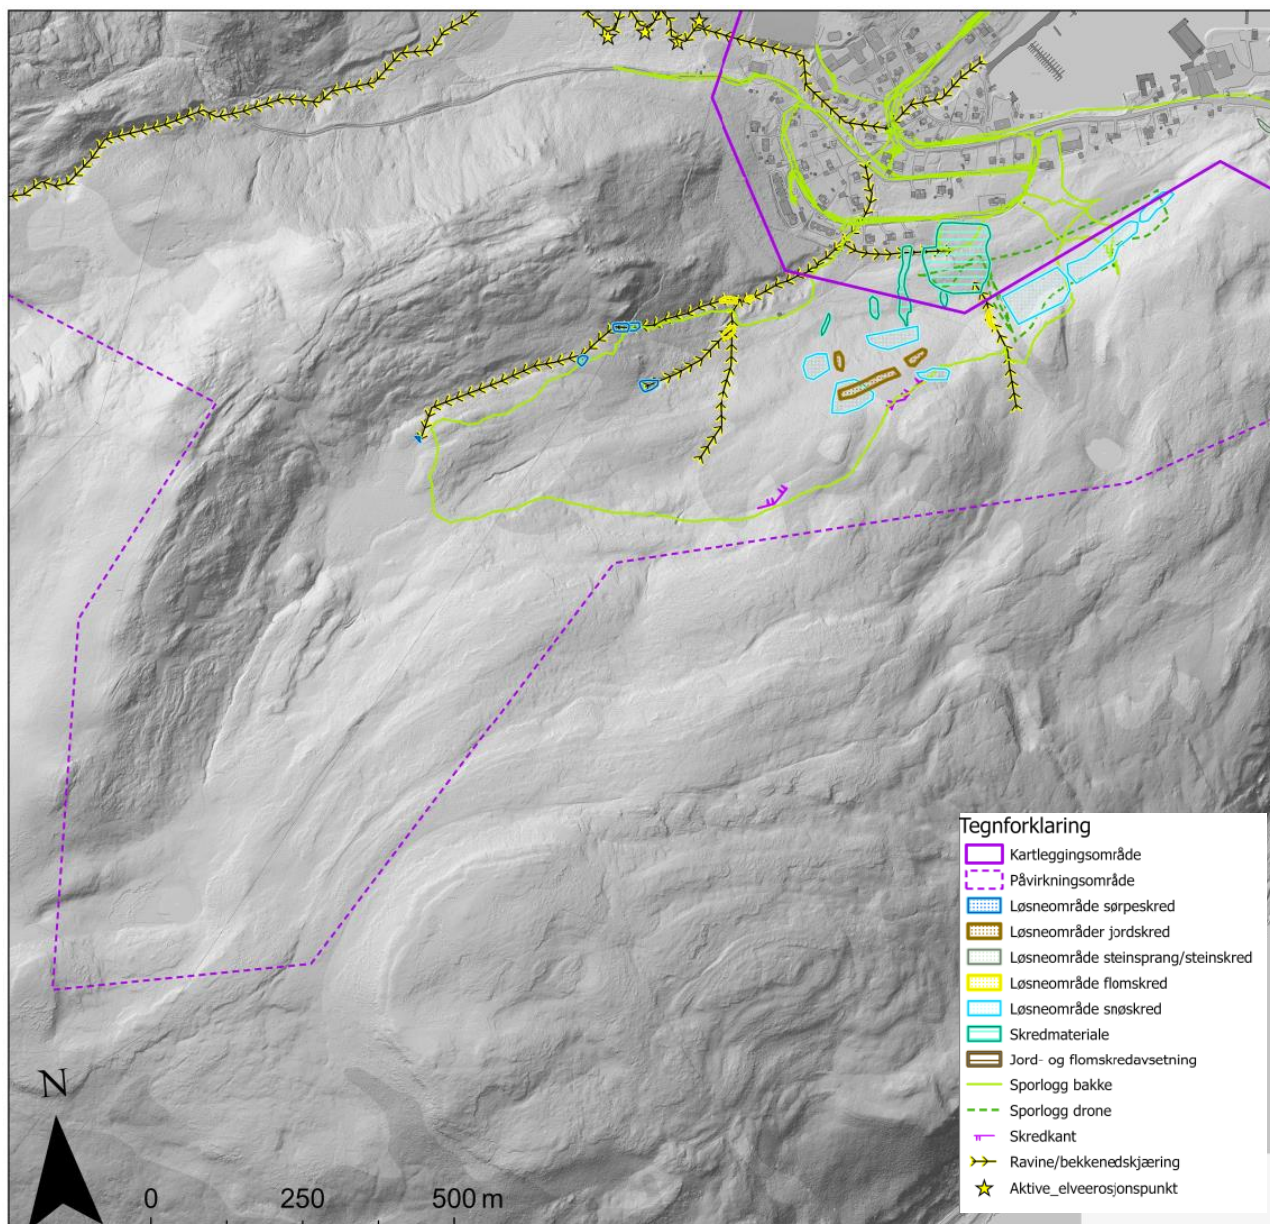 Tegnforklaring
Kartleggingsområde
Påvirkningsområde
Løsneområde sørpeskred
Løsneområder jordskred
Løsneområde steinsprang/steinskred
Løsneområde flomskred
Løsneområde snøskred
Skredmateriale
Jord- og flomskredavsetning
Sporlogg bakke
Sporlogg drone
Skredkant
Ravine/bekkenedskjæring
Aktive_elveerosjonspunkt
N
0 250 500 m